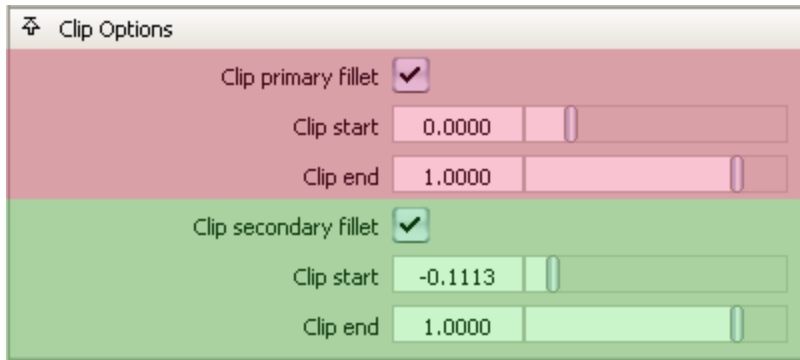 Clip Options
Clip primary fillet
Clip start 0.0000
Clip end 1.0000
Clip secondary fillet
Clip start -0.1113
Clip end 1.0000